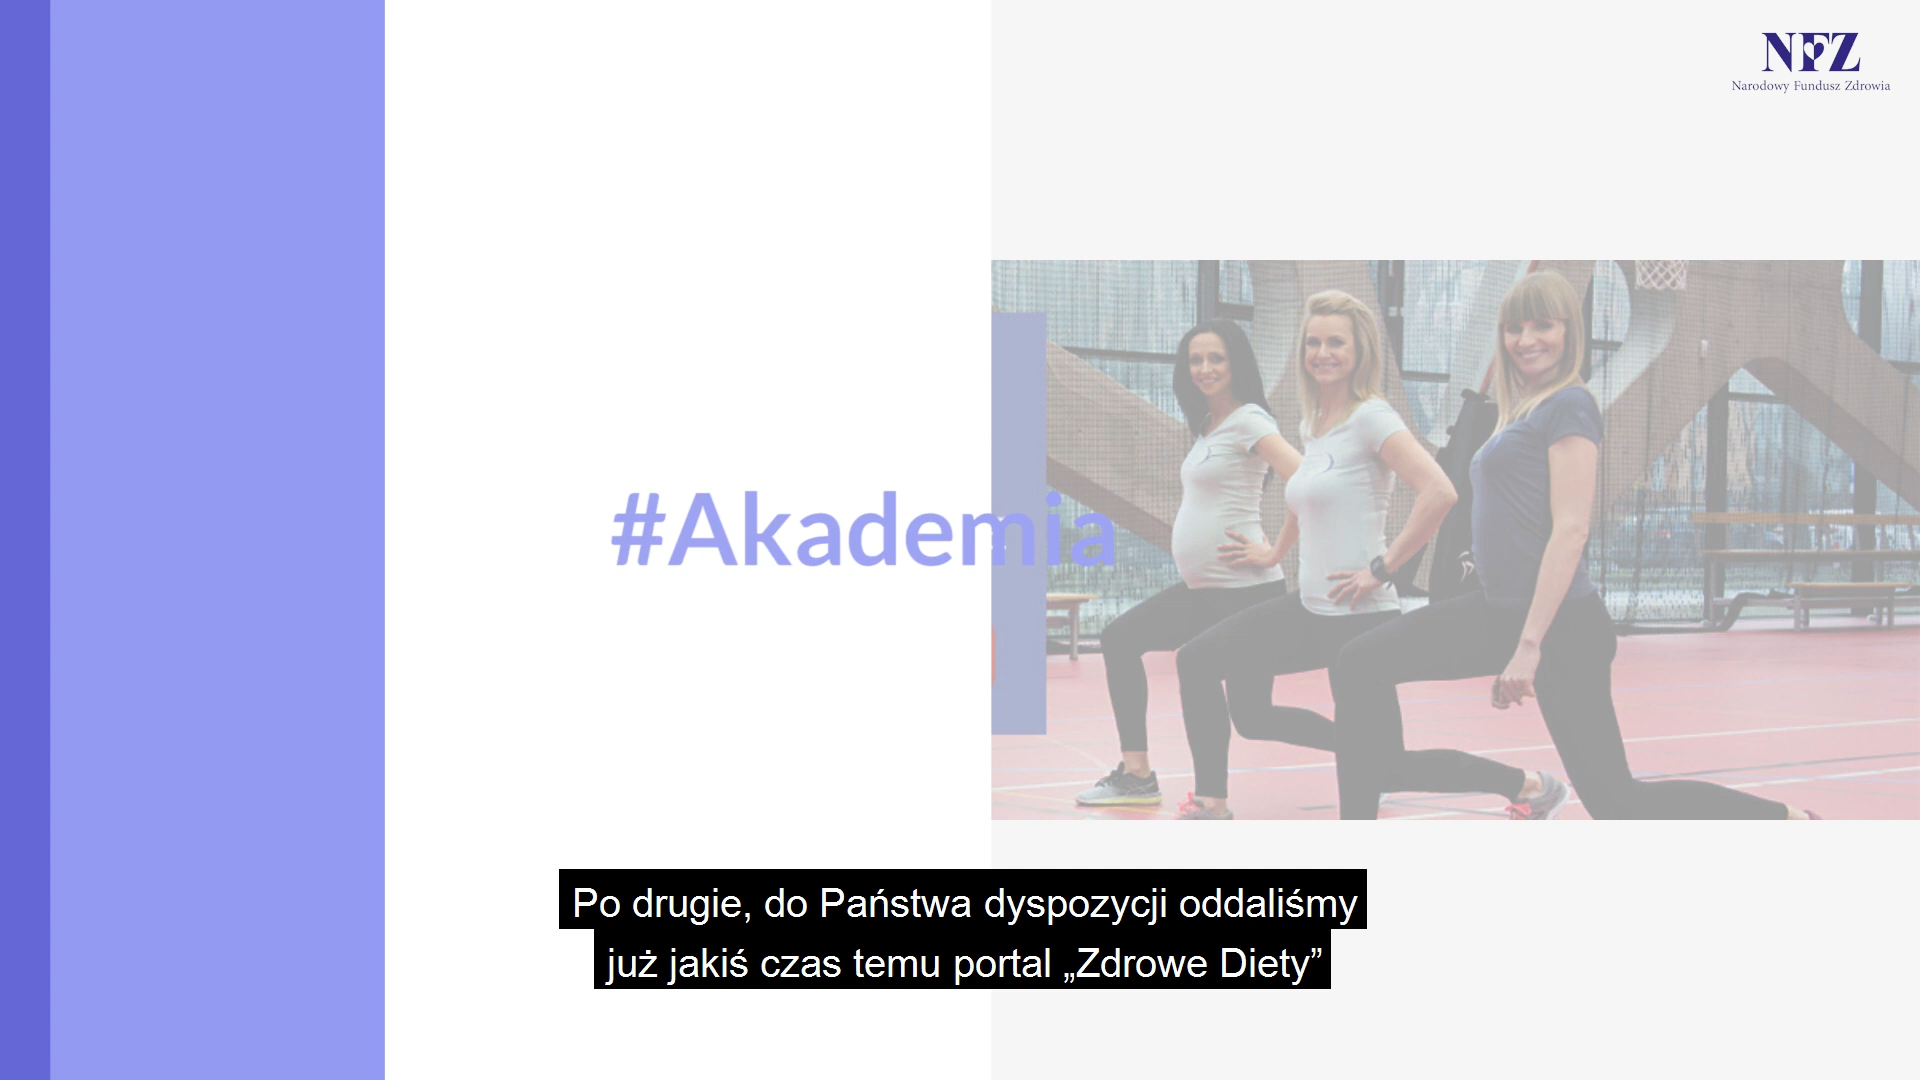 NFZ
Narodowy Fundusz Zdrowia
#Akademia
Po drugie, do Państwa dyspozycji oddaliśmy
już jakiś czas temu portal „Zdrowe Diety”